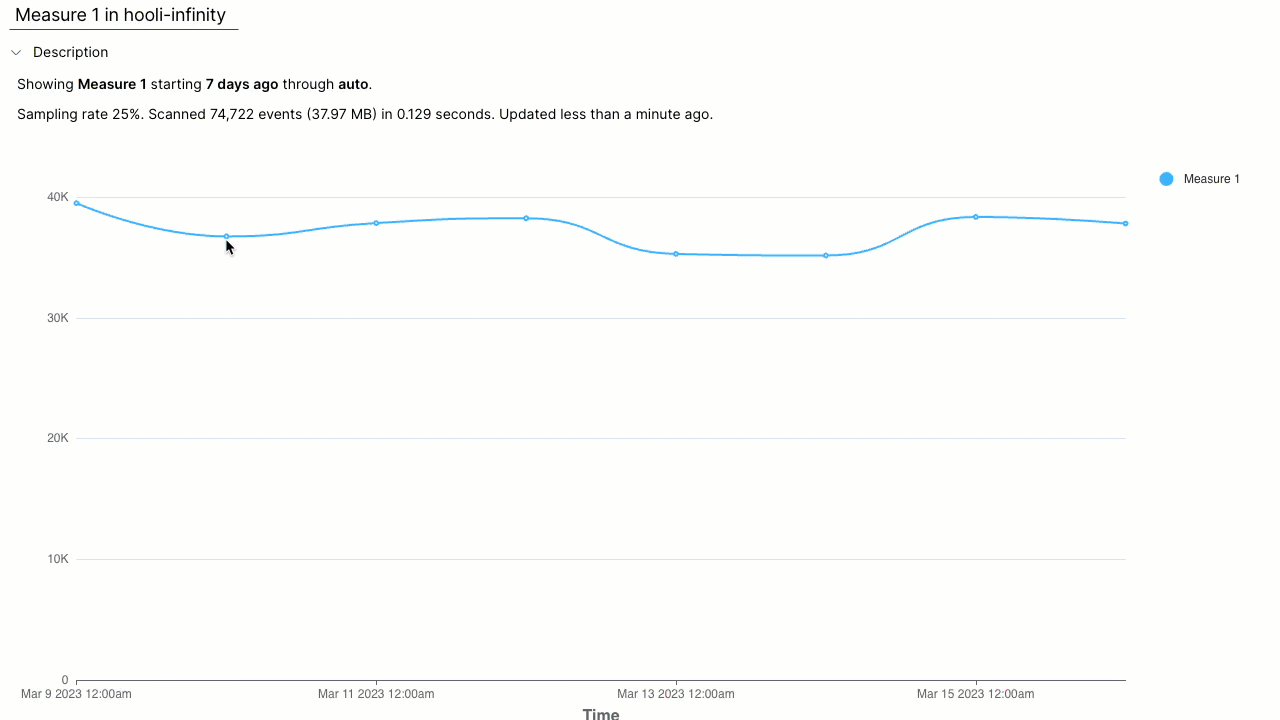 Measure 1 in hooli-infinity
Description
Showing Measure 1 starting 7 days ago through auto.
Sampling rate 25%. Scanned 74,722 events (37.97 MB) in 0.129 seconds. Updated less than a minute ago.
Measure 1
40K
30K
20K
10K
0
Mar 9 2023 12:00am Mar 11 2023 12:00am Mar 13 2023 12:00am Mar 15 2023 12:00am
Time